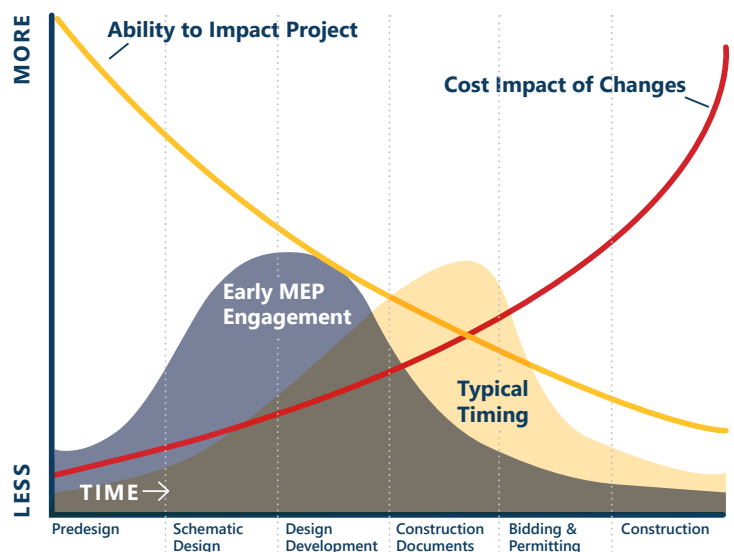 MORE
Ability to Impact Project
Cost Impact of Changes
Early MEP
Engagement
Typical
Timing
LESS
TIME
Predesign
Schematic
Design
Design
Development
Construction
Documents
Bidding &
Permitting
Construction